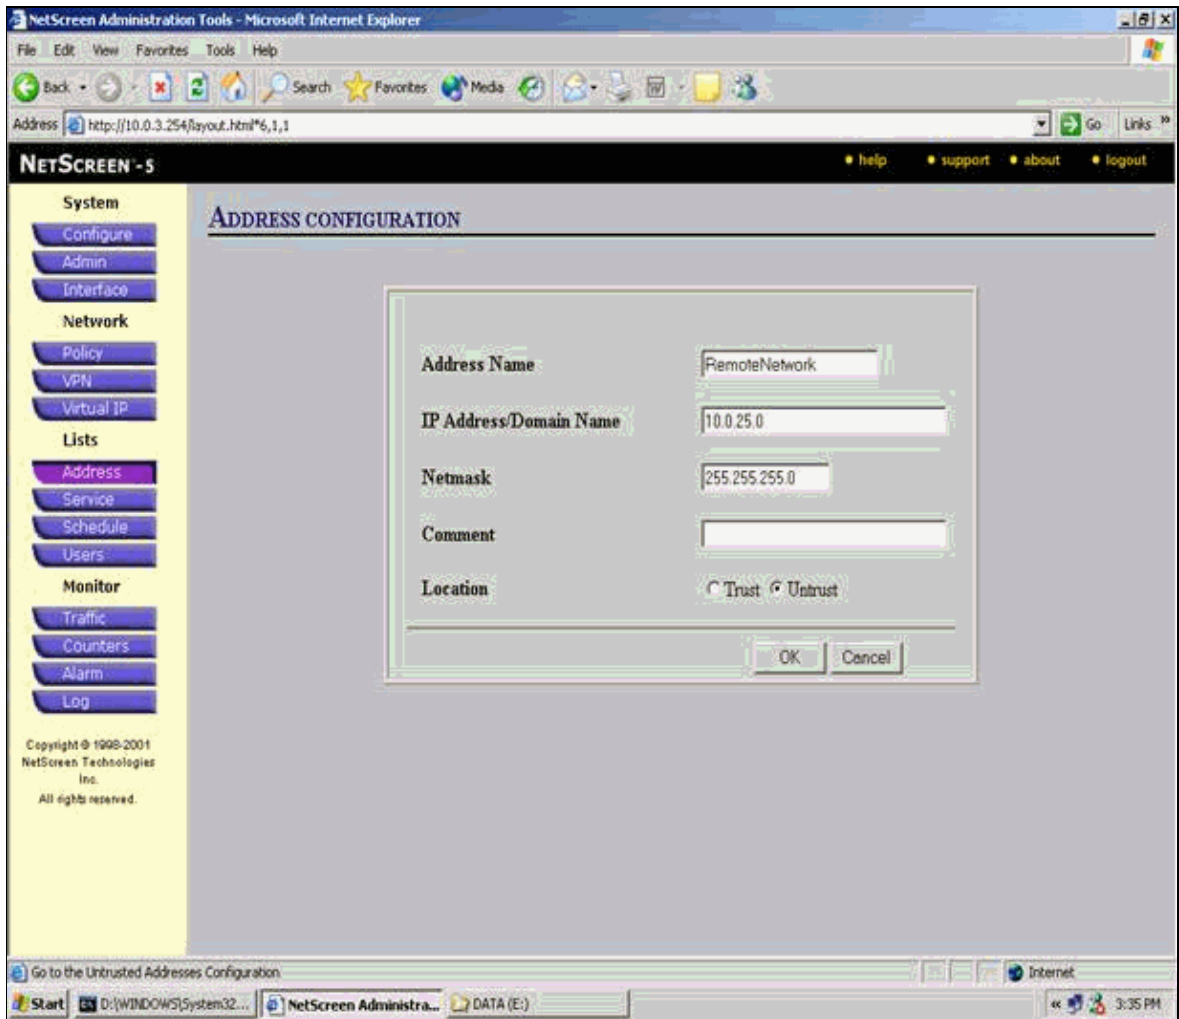 NetScreen Administration Tools - Microsoft Internet Explorer
File Edit View Favorites Tools Help
Back Search Favorites Media
Address http://10.0.3.254/layout.html*6,1,1 Go Links »
NETSCREEN - 5 help support about logout
System
Configure
Admin
Interface
Network
Policy
VPN
Virtual IP
Lists
Address
Service
Schedule
Users
Monitor
Traffic
Counters
Alarm
Log
Copyright © 1998-2001
NetScreen Technologies
Inc.
All rights reserved.
ADDRESS CONFIGURATION
Address Name RemoteNetwork
IP Address/Domain Name 10.0.25.0
Netmask 255.255.255.0
Comment
Location Trust Untrust
OK Cancel
Go to the Untrusted Addresses Configuration Internet
Start D:\WINDOWS\System32... NetScreen Administra... DATA (E:) « 3:35 PM